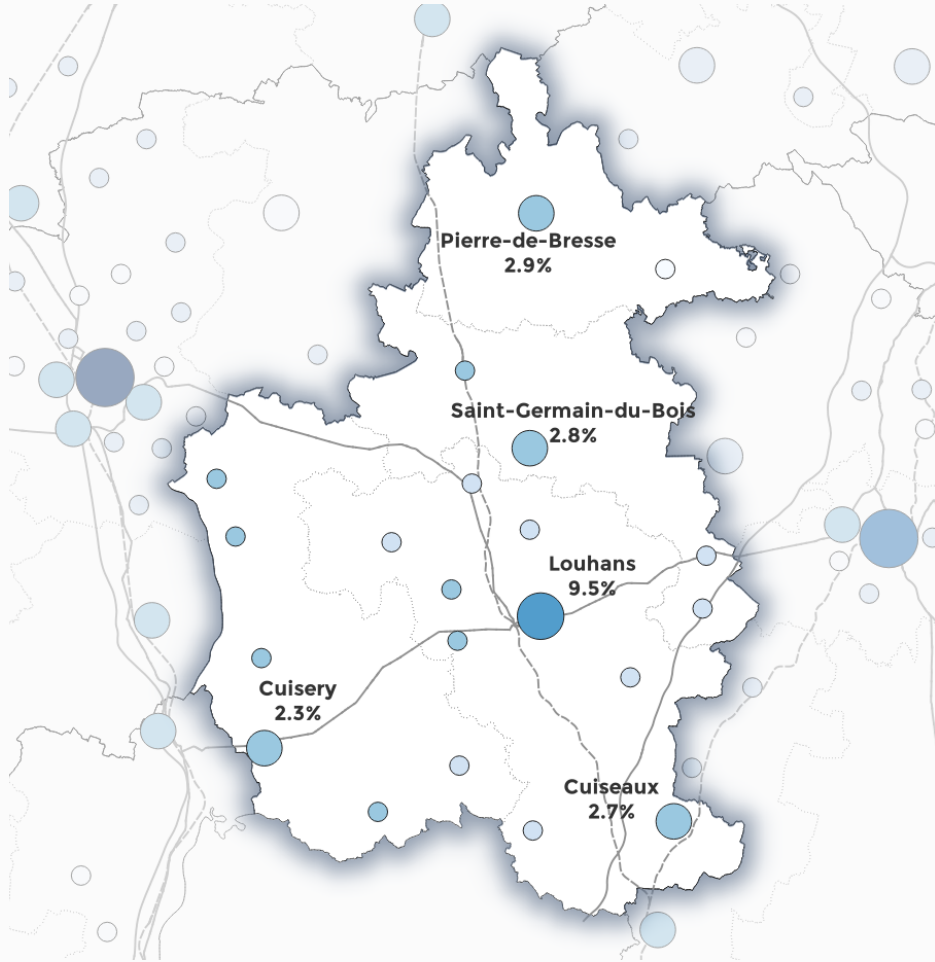 Pierre-de-Bresse
2.9%
Saint-Germain-du-Bois
2.8%
Louhans
9.5%
Cuisery
2.3%
Cuiseaux
2.7%